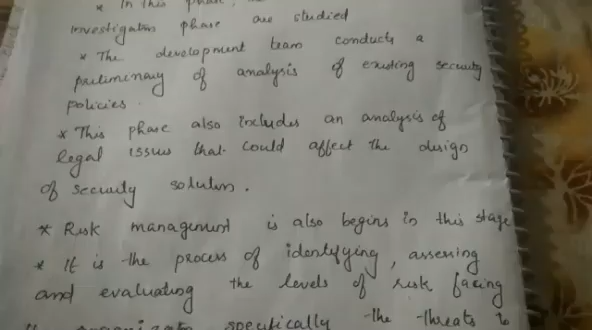 * In this phase,
investigation phase are studied
* The development team conducts a
preliminary of analysis of existing security
policies.
* This phase also includes an analysis of
legal issues that could affect the design
of security solution.
* Risk management is also begins in this stage
* It is the process of identifying, assessing
and evaluating the levels of risk facing
specifically the threats to